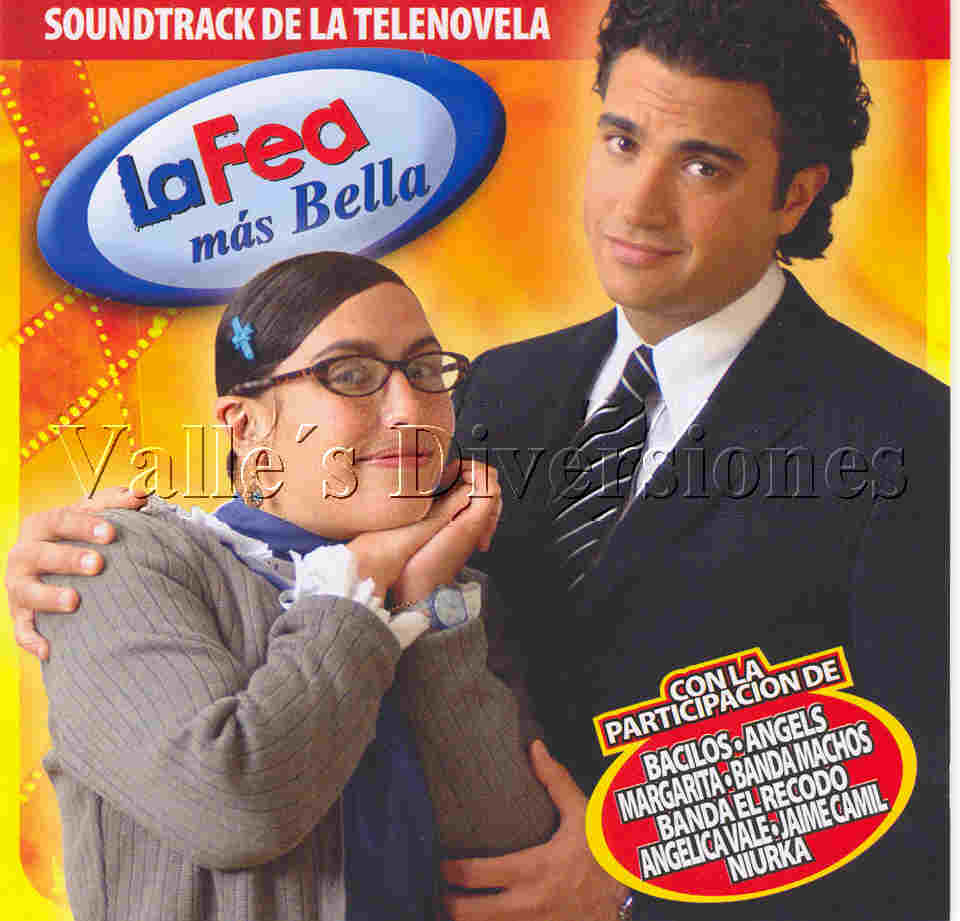 SOUNDTRACK DE LA TELENOVELA
La Fea
más Bella
Valle´s Diversiones
CON LA
PARTICIPACION DE
BACILOS • ANGELS
MARGARITA • BANDA MACHOS
BANDA EL RECODO
ANGELICA VALE • JAIME CAMIL
NIURKA